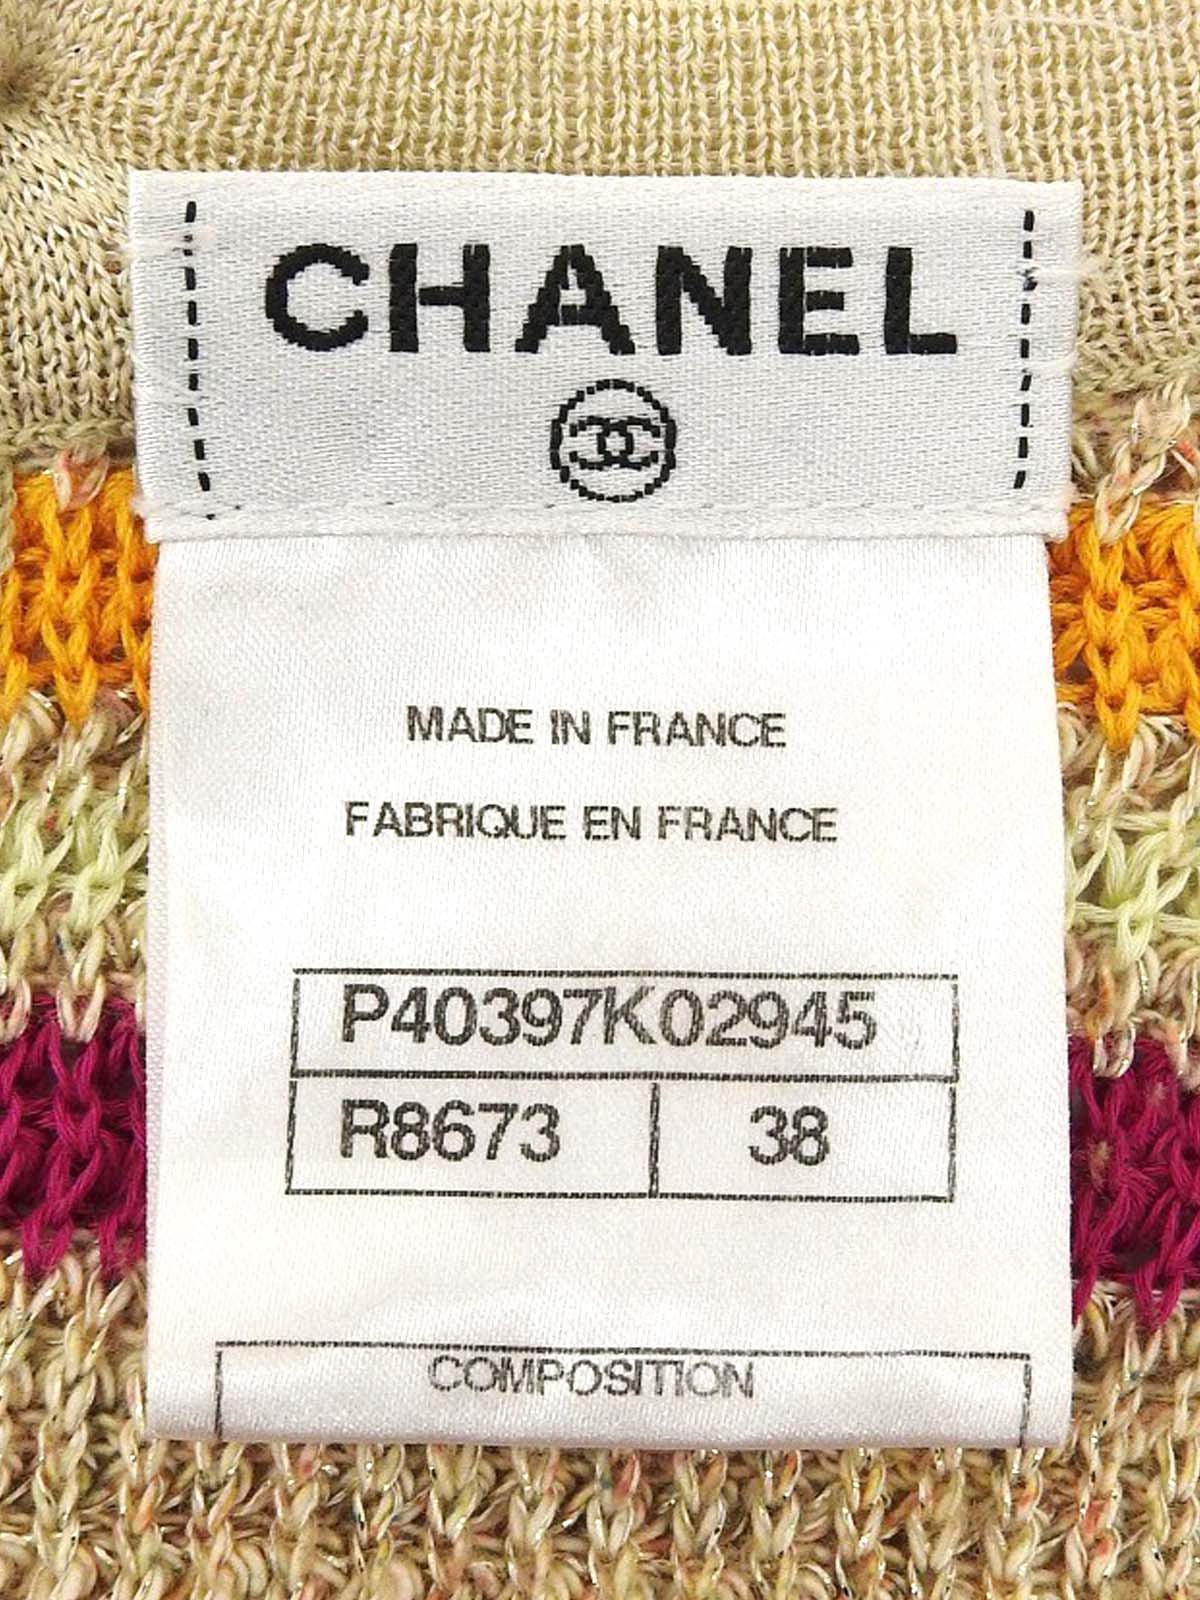 CHANEL
MADE IN FRANCE
FABRIQUE EN FRANCE
P40397K02945
R8673 38
COMPOSITION